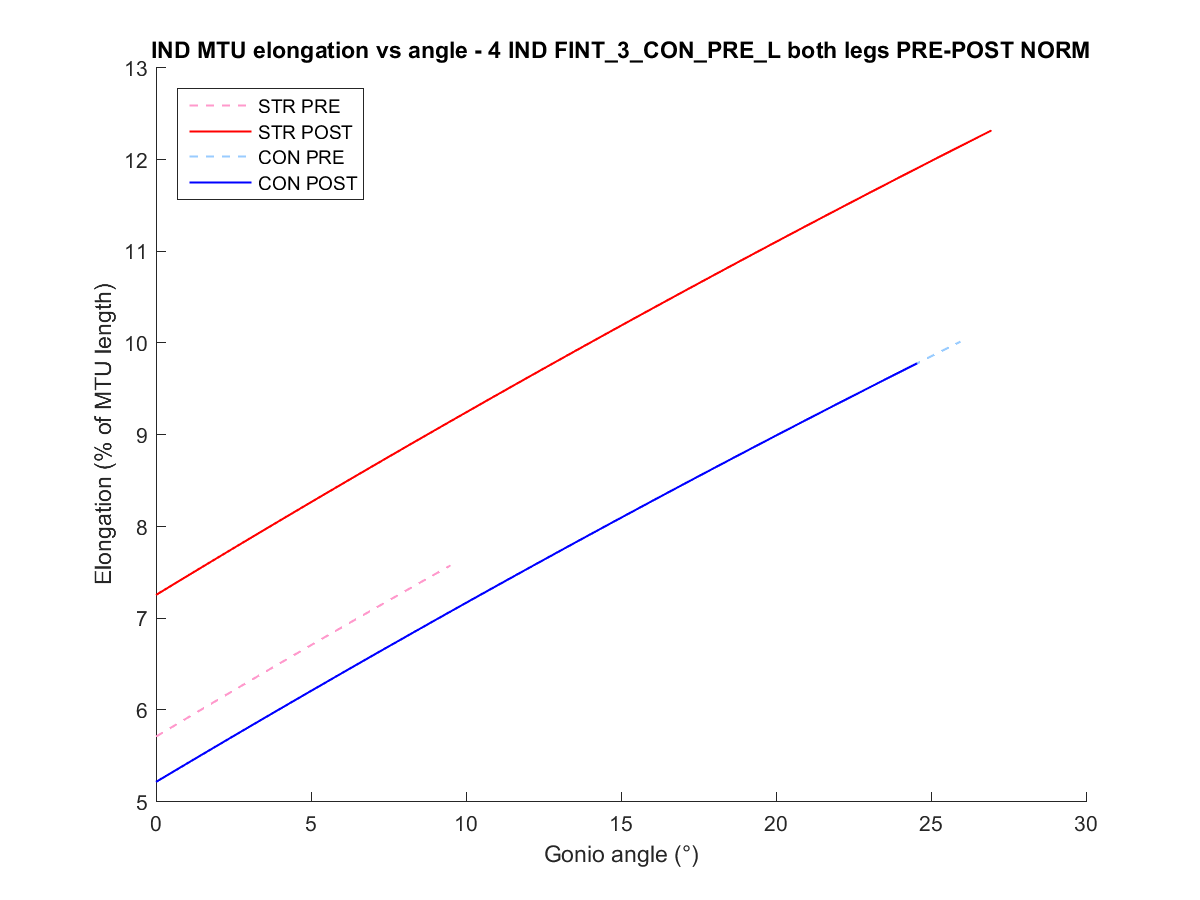 IND MTU elongation vs angle - 4 IND FINT_3_CON_PRE_L both legs PRE-POST NORM
13
12
11
10
9
8
7
6
5
Elongation (% of MTU length)
STR PRE
STR POST
CON PRE
CON POST
0 5 10 15 20 25 30
Gonio angle (°)